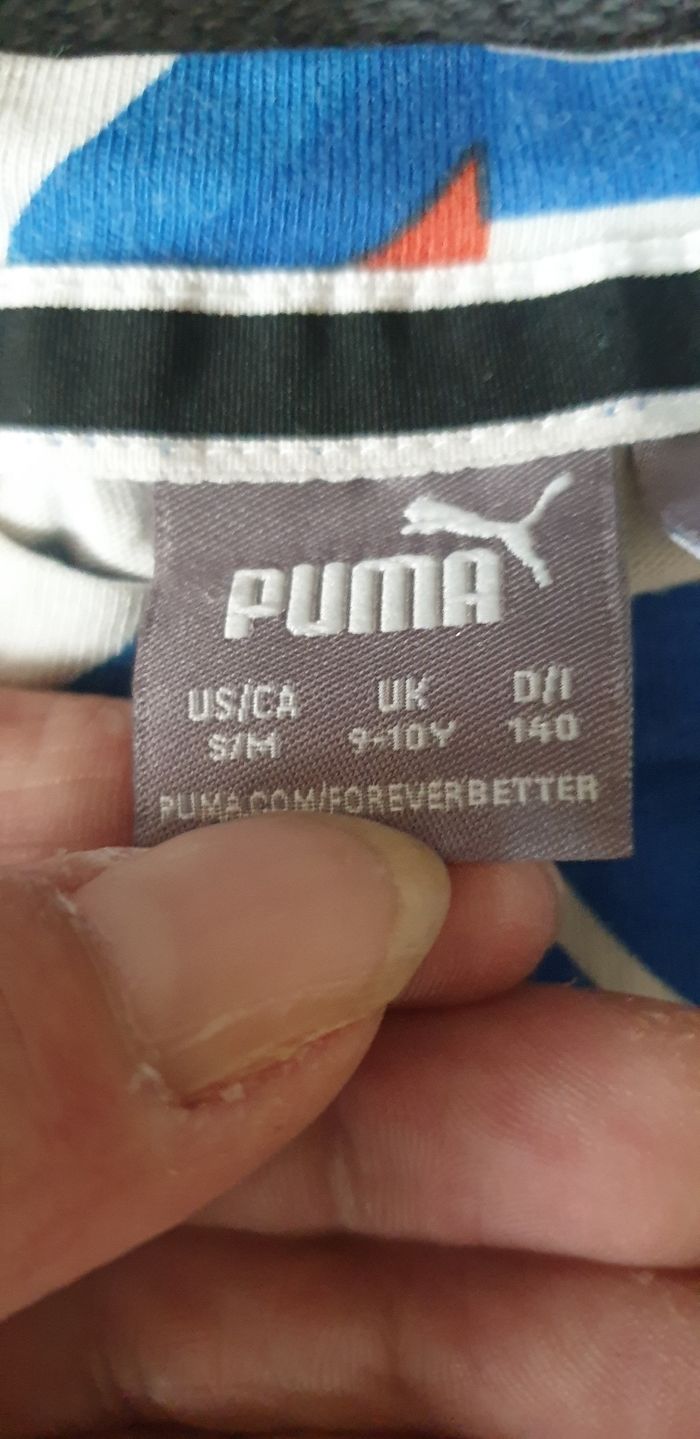 PUMA
US/CA UK D/I
S/M 9-10Y 140
PUMA.COM/FOREVERBETTER